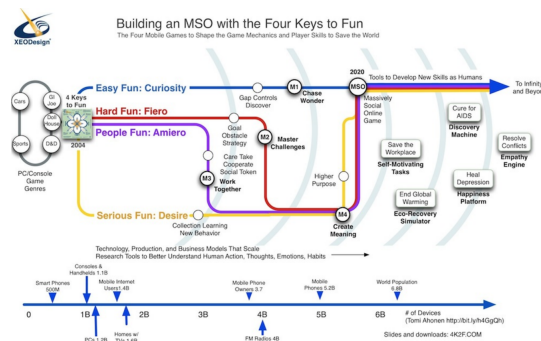 XEODesign
Building an MSO with the Four Keys to Fun
The Four Mobile Games to Shape the Game Mechanics and Player Skills to Save the World
2020
Tools to Develop New Skills as Humans
To Infinity
and Beyon
Easy Fun: Curiosity
M1
Chase
Wonder
MSO
Gap Controls
Discover
Massively
Social
Online
Game
4 Keys
to Fun
2004
Cars
GI
Joe
Doll
House
Sports
D&D
PC/Console
Game
Genres
Hard Fun: Fiero
People Fun: Amiero
Goal
Obstacle
Strategy
M2
Master
Challenges
Care Take
Cooperate
Social Token
M3
Work
Together
Higher
Purpose
Serious Fun: Desire
Collection Learning
New Behavior
M4
Create
Meaning
Cure for
AIDS
Discovery
Machine
Save the
Workplace
Self-Motivating
Tasks
Resolve
Conflicts
Empathy
Engine
Heal
Depression
Happiness
Platform
End Global
Warming
Eco-Recovery
Simulator
Technology, Production, and Business Models That Scale
Research Tools to Better Understand Human Action, Thoughts, Emotions, Habits
Smart Phones
500M
Consoles &
Handhelds 1.1B
Mobile Internet
Users1.4B
Mobile Phone
Owners 3.7
Mobile
Phones 5.2B
World Population
6.8B
0
1B
2B
3B
4B
5B
6B
# of Devices
(Tomi Ahonen http://bit.ly/h4GgQh)
PCs 1.2B
Homes w/
FM Radios 4B
Slides and downloads: 4K2F.COM